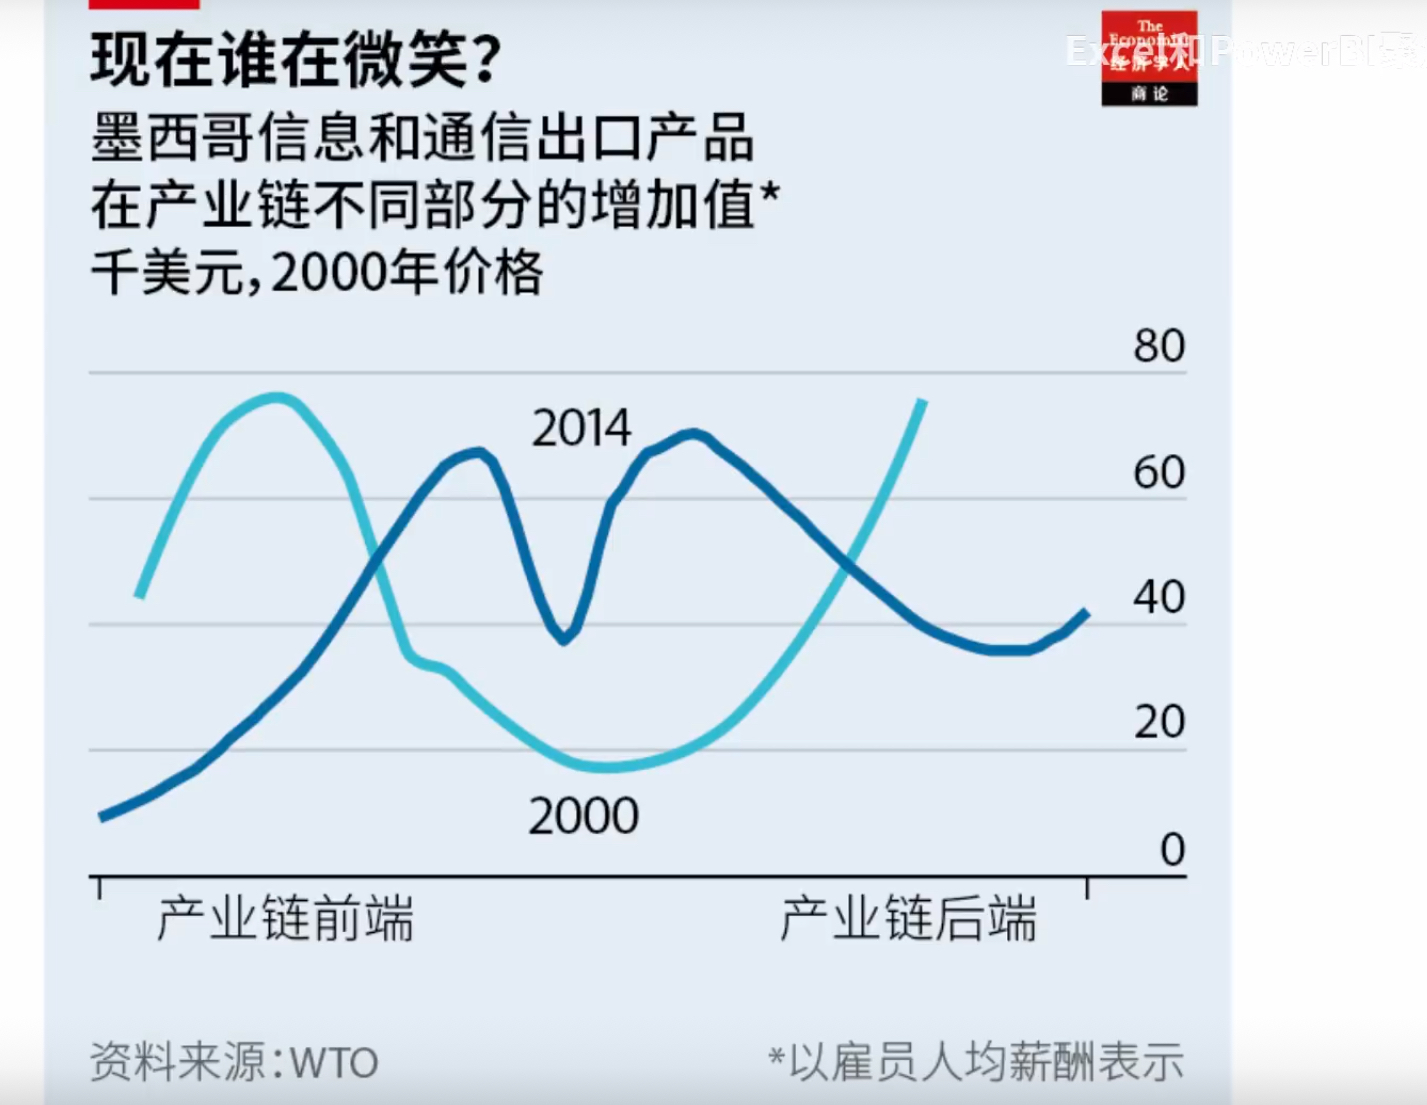 现在谁在微笑？
墨西哥信息和通信出口产品
在产业链不同部分的增加值*
千美元，2000年价格
The
Economist
经济学人
商论
Excel和PowerBI聚
80
60
40
20
0
2014
2000
产业链前端
产业链后端
资料来源：WTO
*以雇员人均薪酬表示